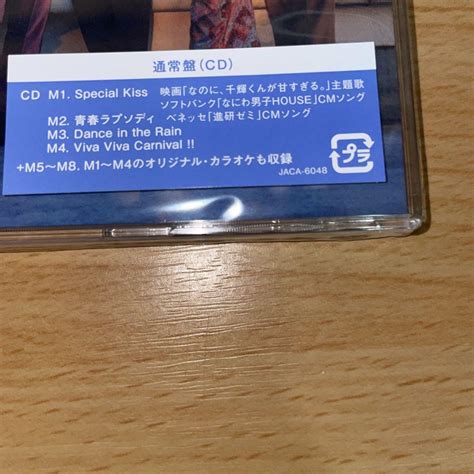 通常盤(CD)
CD M1. Special Kiss 映画「なのに、千輝くんが甘すぎる。」主題歌
ソフトバンク「なにわ男子HOUSE」CMソング
M2. 青春ラプソディ ベネッセ「進研ゼミ」CMソング
M3. Dance in the Rain
M4. Viva Viva Carnival !!
+M5～M8. M1～M4のオリジナル・カラオケも収録
プラ
JACA-6048